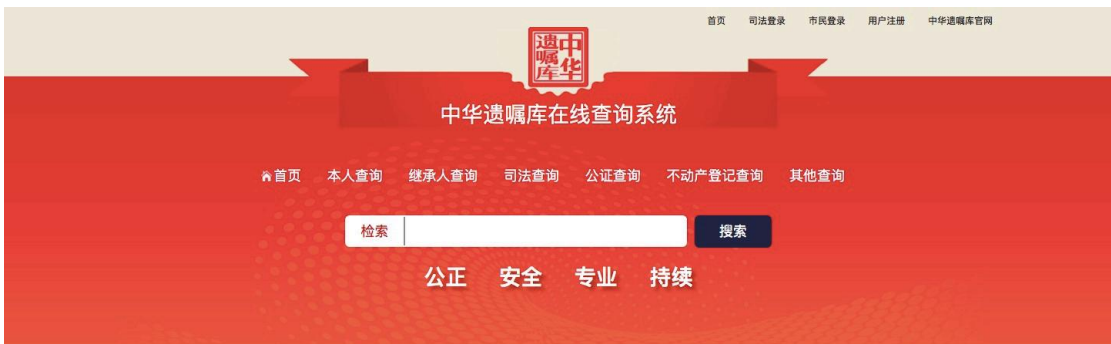 首页 司法登录 市民登录 用户注册 中华遗嘱库官网
中华遗嘱库
中华遗嘱库在线查询系统
首页 本人查询 继承人查询 司法查询 公证查询 不动产登记查询 其他查询
检索 搜索
公正 安全 专业 持续